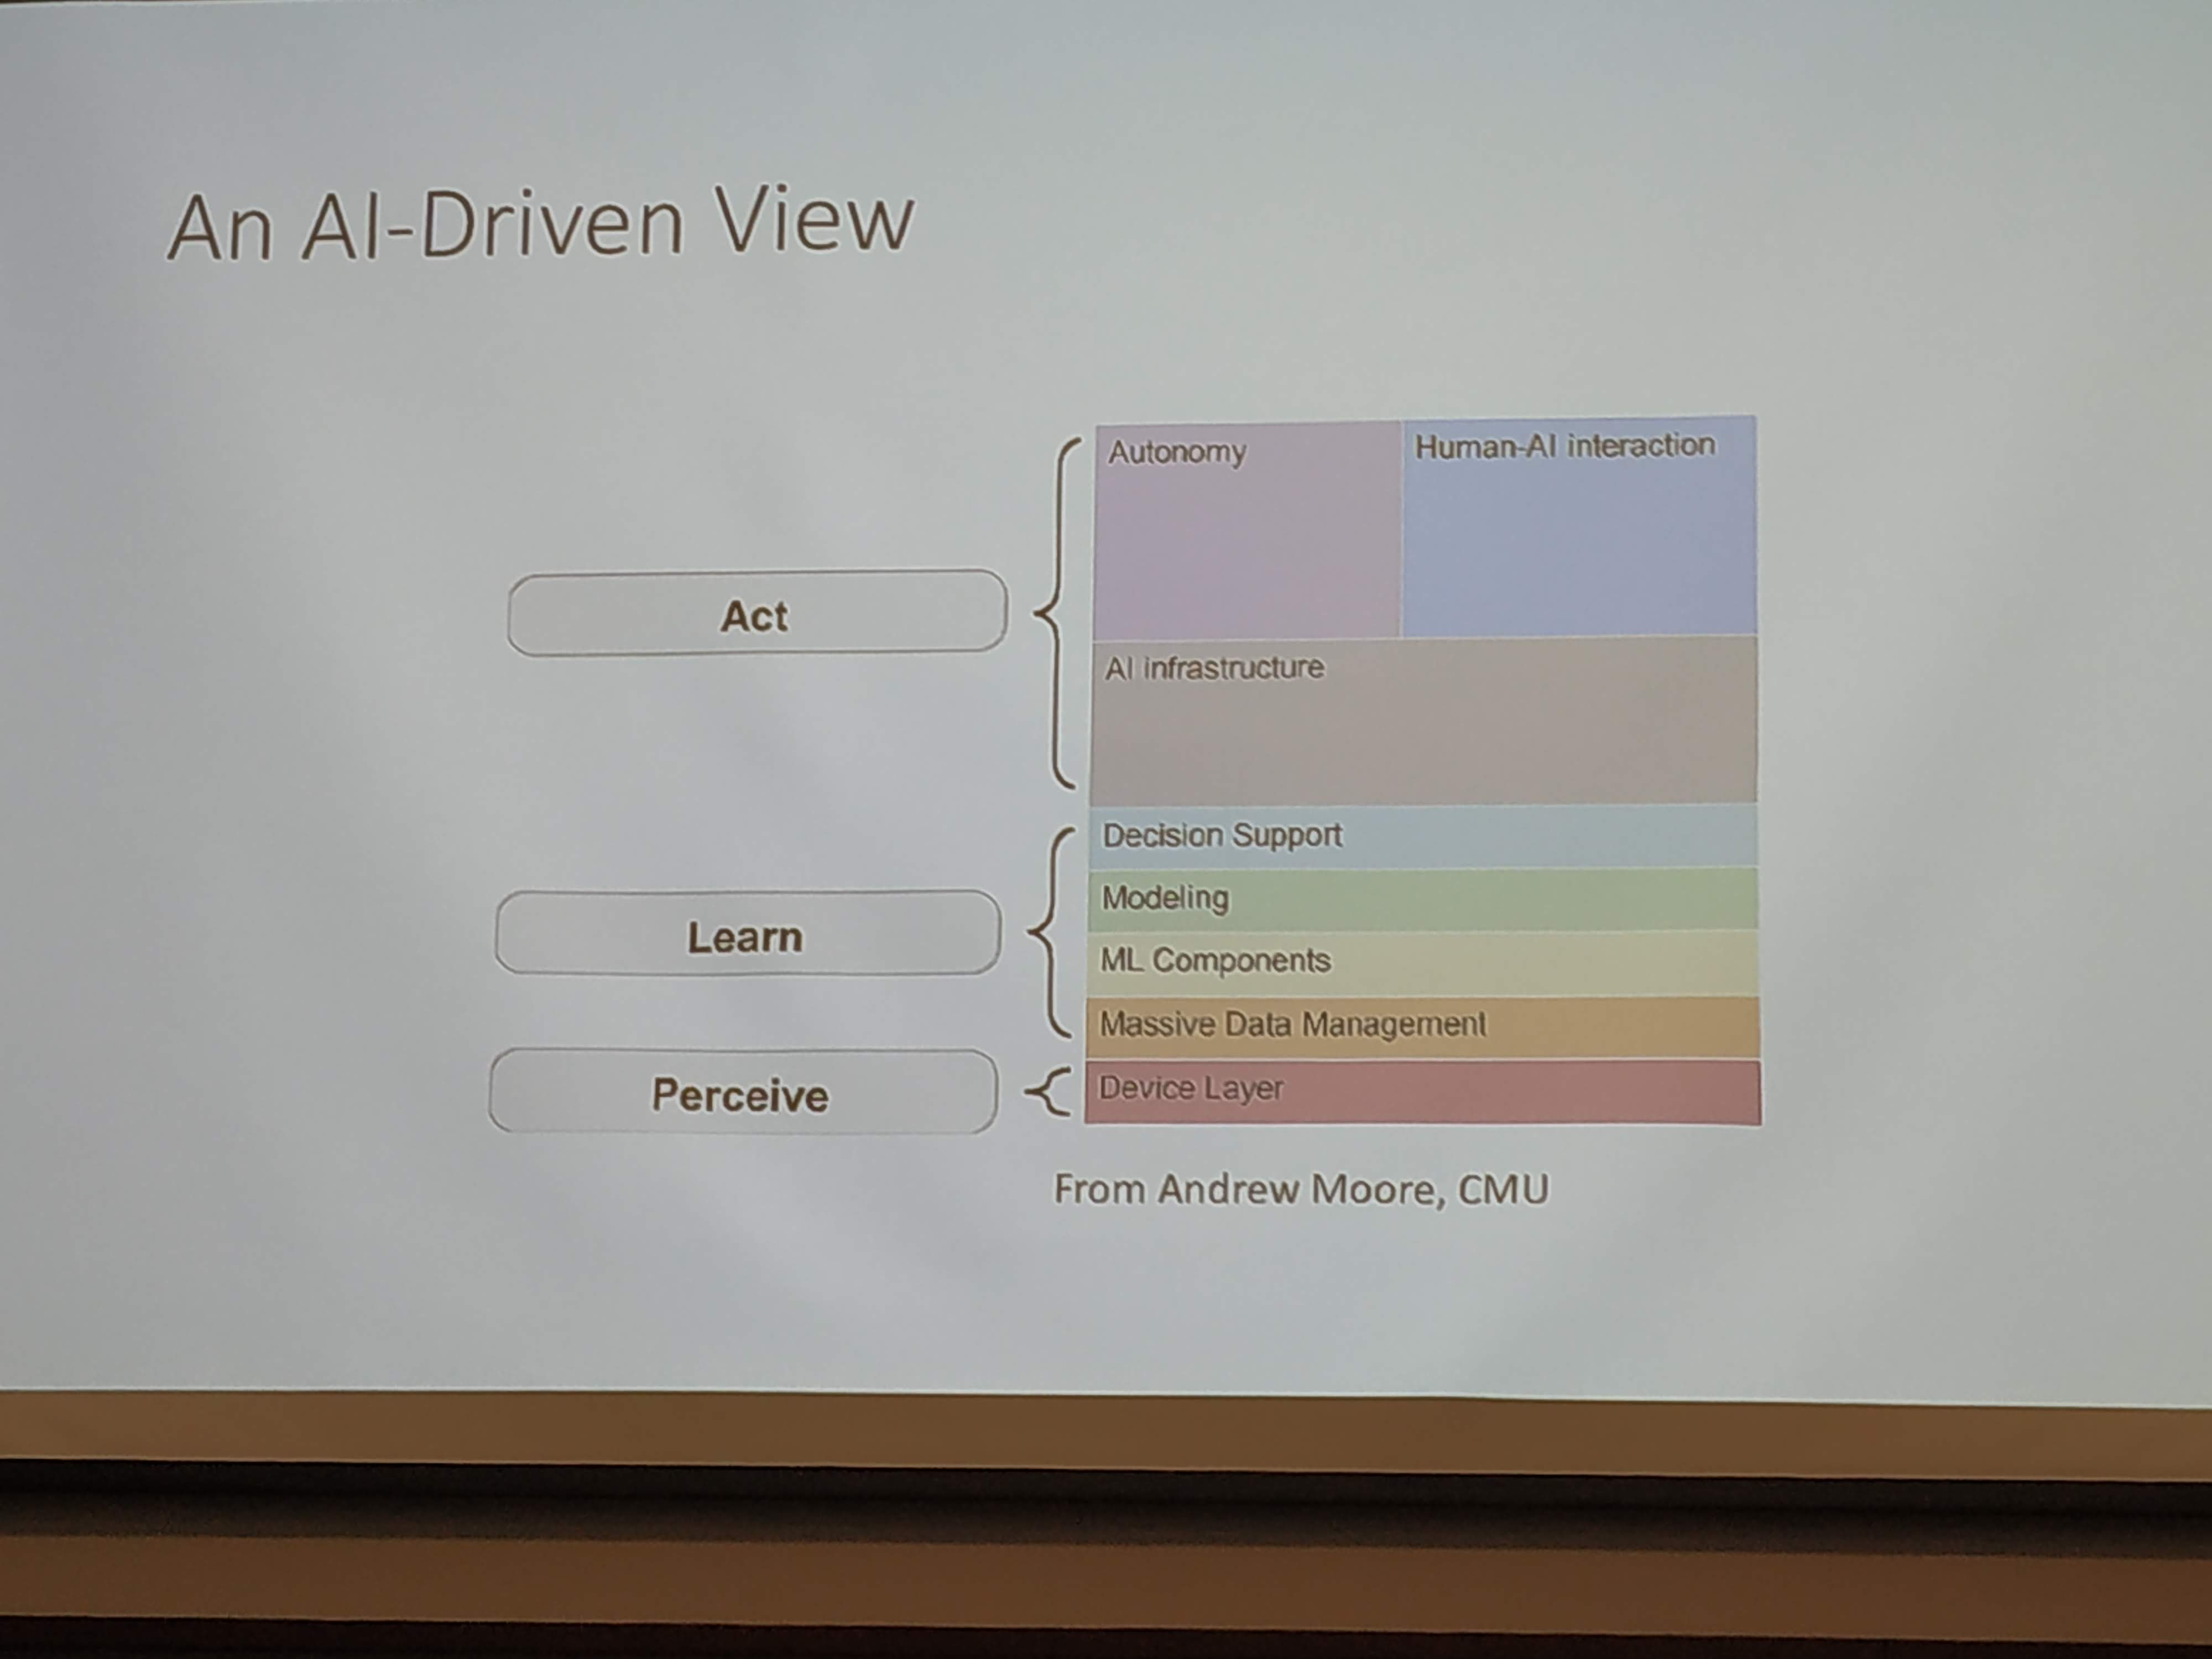 An AI-Driven View
Act
Autonomy
Human-AI interaction
AI infrastructure
Learn
Decision Support
Modeling
ML Components
Massive Data Management
Perceive
Device Layer
From Andrew Moore, CMU